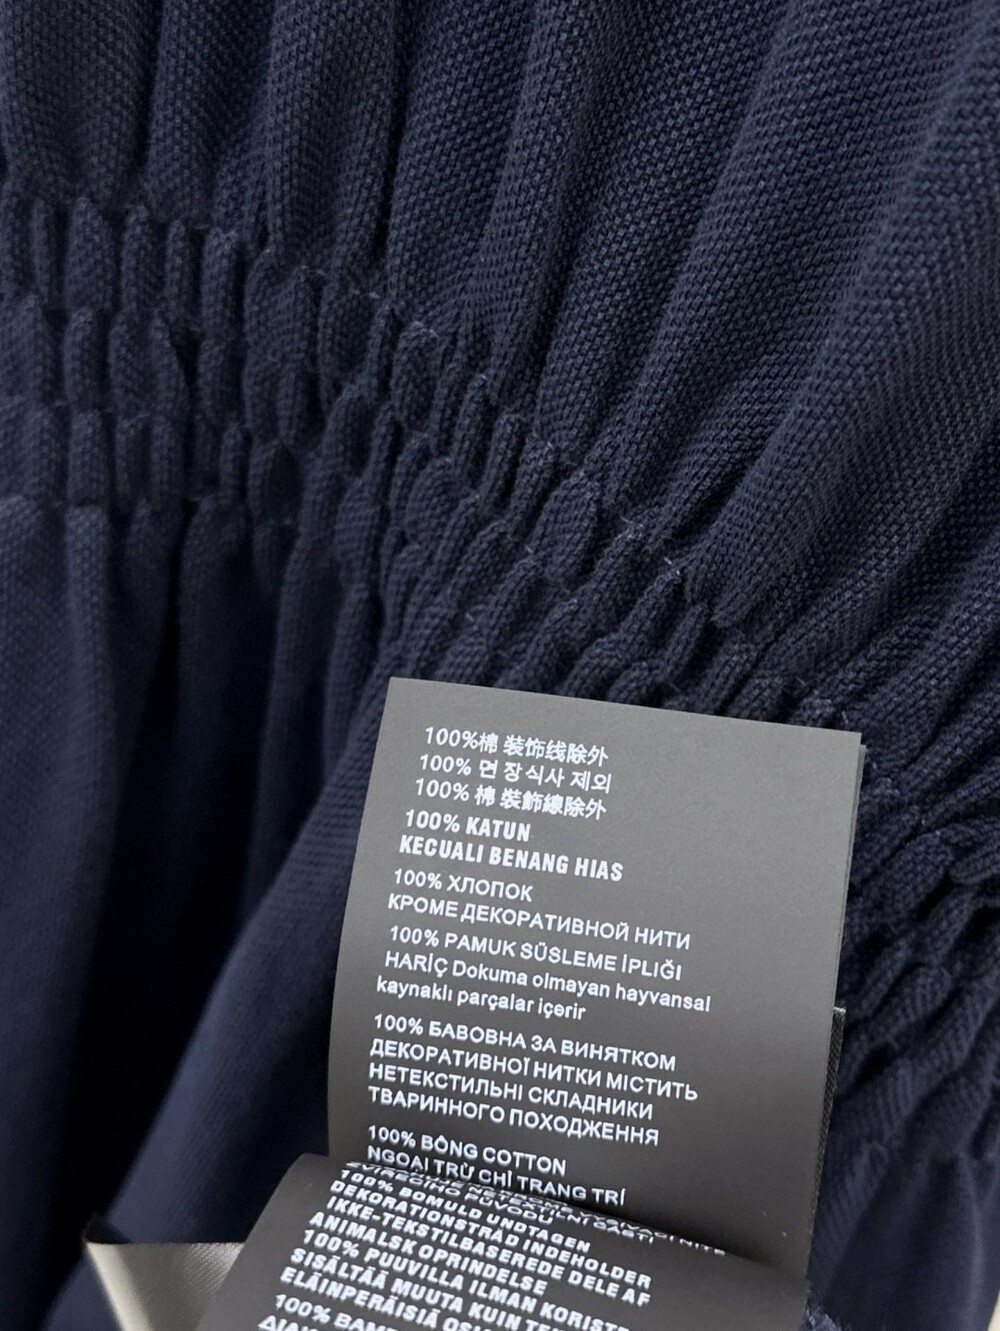 100%棉 装饰线除外
100% 면 장식사 제외
100% 棉 裝飾線除外
100% KATUN
KECUALI BENANG HIAS
100% ХЛОПОК
КРОМЕ ДЕКОРАТИВНОЙ НИТИ
100% PAMUK SÜSLEME İPLİĞİ
HARİÇ Dokuma olmayan hayvansal
kaynaklı parçalar içerir
100% БАВОВНА ЗА ВИНЯТКОМ
ДЕКОРАТИВНОЇ НИТКИ МІСТИТЬ
НЕТЕКСТИЛЬНІ СКЛАДНИКИ
ТВАРИННОГО ПОХОДЖЕННЯ
100% BÔNG COTTON
NGOẠI TRỪ CHỈ TRANG TRÍ
PŮVODU
100% BOMULD UNDTAGEN
DEKORATIONSTRÅD INDEHOLDER
IKKE-TEKSTILBASEREDE DELE AF
ANIMALSK OPRINDELSE
100% PUUVILLA ILMAN
SISÄLTÄÄ MUUTA KUIN
ELÄINPERÄISIÄ
100%